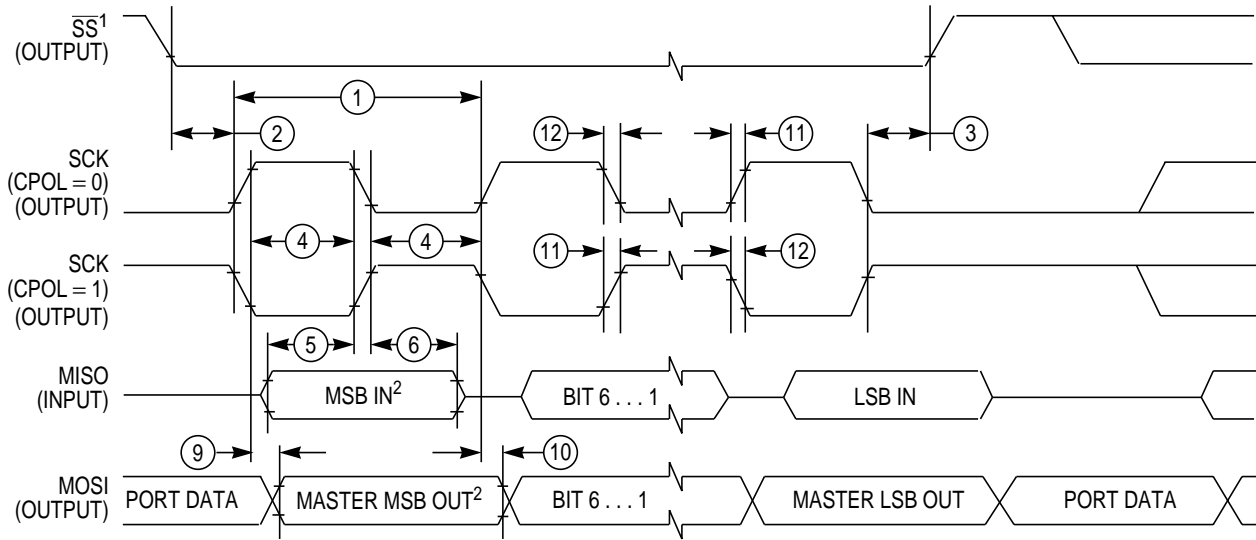 SS¹
(OUTPUT)
1
2
12
11
3
SCK
(CPOL = 0)
(OUTPUT)
4
4
11
12
SCK
(CPOL = 1)
(OUTPUT)
5
6
MISO
(INPUT)
MSB IN²
BIT 6 . . . 1
LSB IN
9
10
MOSI
(OUTPUT)
PORT DATA
MASTER MSB OUT²
BIT 6 . . . 1
MASTER LSB OUT
PORT DATA